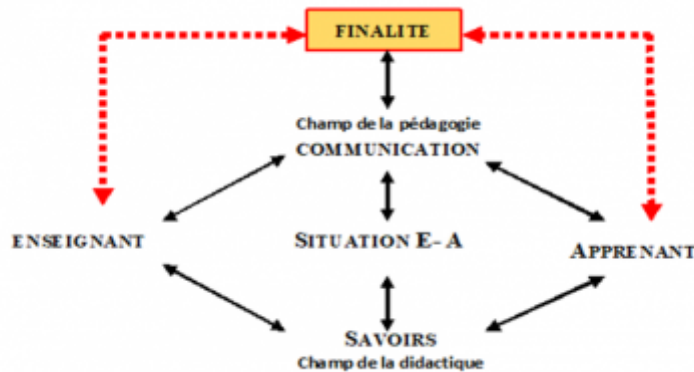 FINALITE
Champ de la pédagogie
COMMUNICATION
ENSEIGNANT
SITUATION E-A
APPRENANT
SAVOIRS
Champ de la didactique